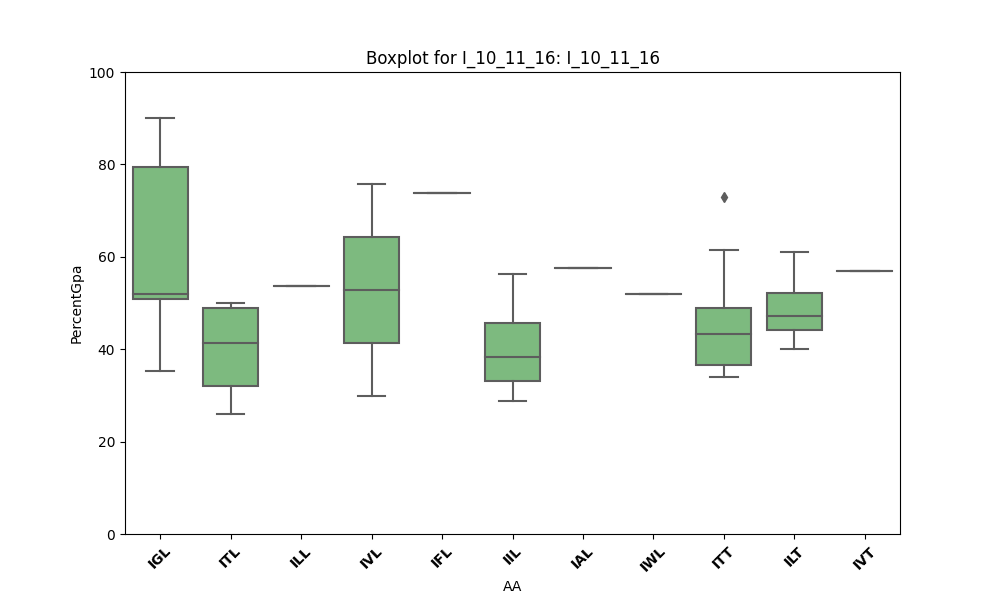 Boxplot for I_10_11_16: I_10_11_16
100
80
60
40
20
0
PercentGpa
IGL ITL ILL IVL IFL IIL IAL IWL ITT ILT IVT
AA